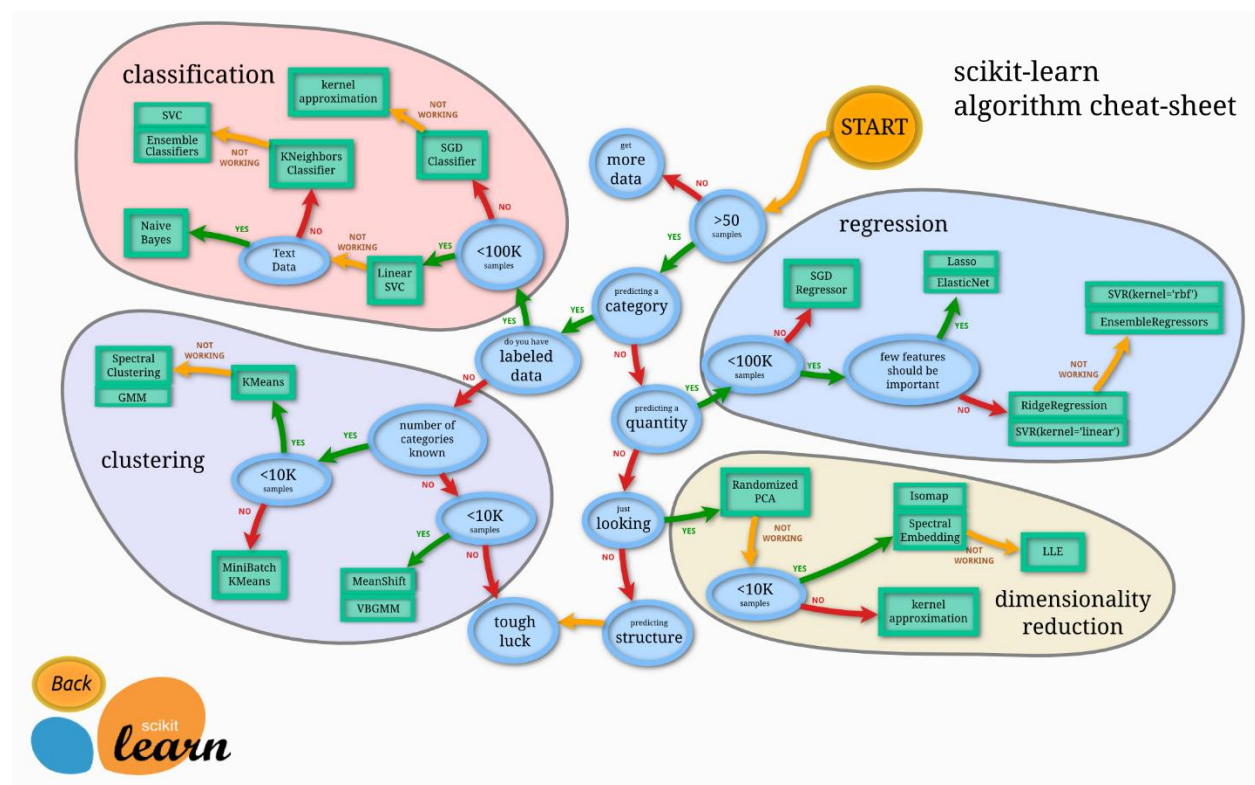 scikit-learn
algorithm cheat-sheet
START
classification
kernel
approximation
NOT
WORKING
SVC
Ensemble
Classifiers
NOT
WORKING
KNeighbors
Classifier
SGD
Classifier
NO
NO
Naive
Bayes
YES
Text
Data
NOT
WORKING
Linear
SVC
YES
<100K
samples
get
more
data
NO
>50
samples
YES
predicting a
category
YES
NO
do you have
labeled
data
YES
NO
predicting a
quantity
YES
NO
just
looking
YES
NO
predicting
structure
tough
luck
regression
SGD
Regressor
NO
<100K
samples
YES
Lasso
ElasticNet
YES
few features
should be
important
NO
RidgeRegression
SVR(kernel='linear')
NOT
WORKING
SVR(kernel='rbf')
EnsembleRegressors
clustering
Spectral
Clustering
GMM
NOT
WORKING
KMeans
YES
<10K
samples
YES
number of
categories
known
NO
NO
MiniBatch
KMeans
<10K
samples
YES
NO
MeanShift
VBGMM
Randomized
PCA
NOT
WORKING
<10K
samples
YES
NO
Isomap
Spectral
Embedding
NOT
WORKING
LLE
kernel
approximation
dimensionality
reduction
Back
scikit
learn